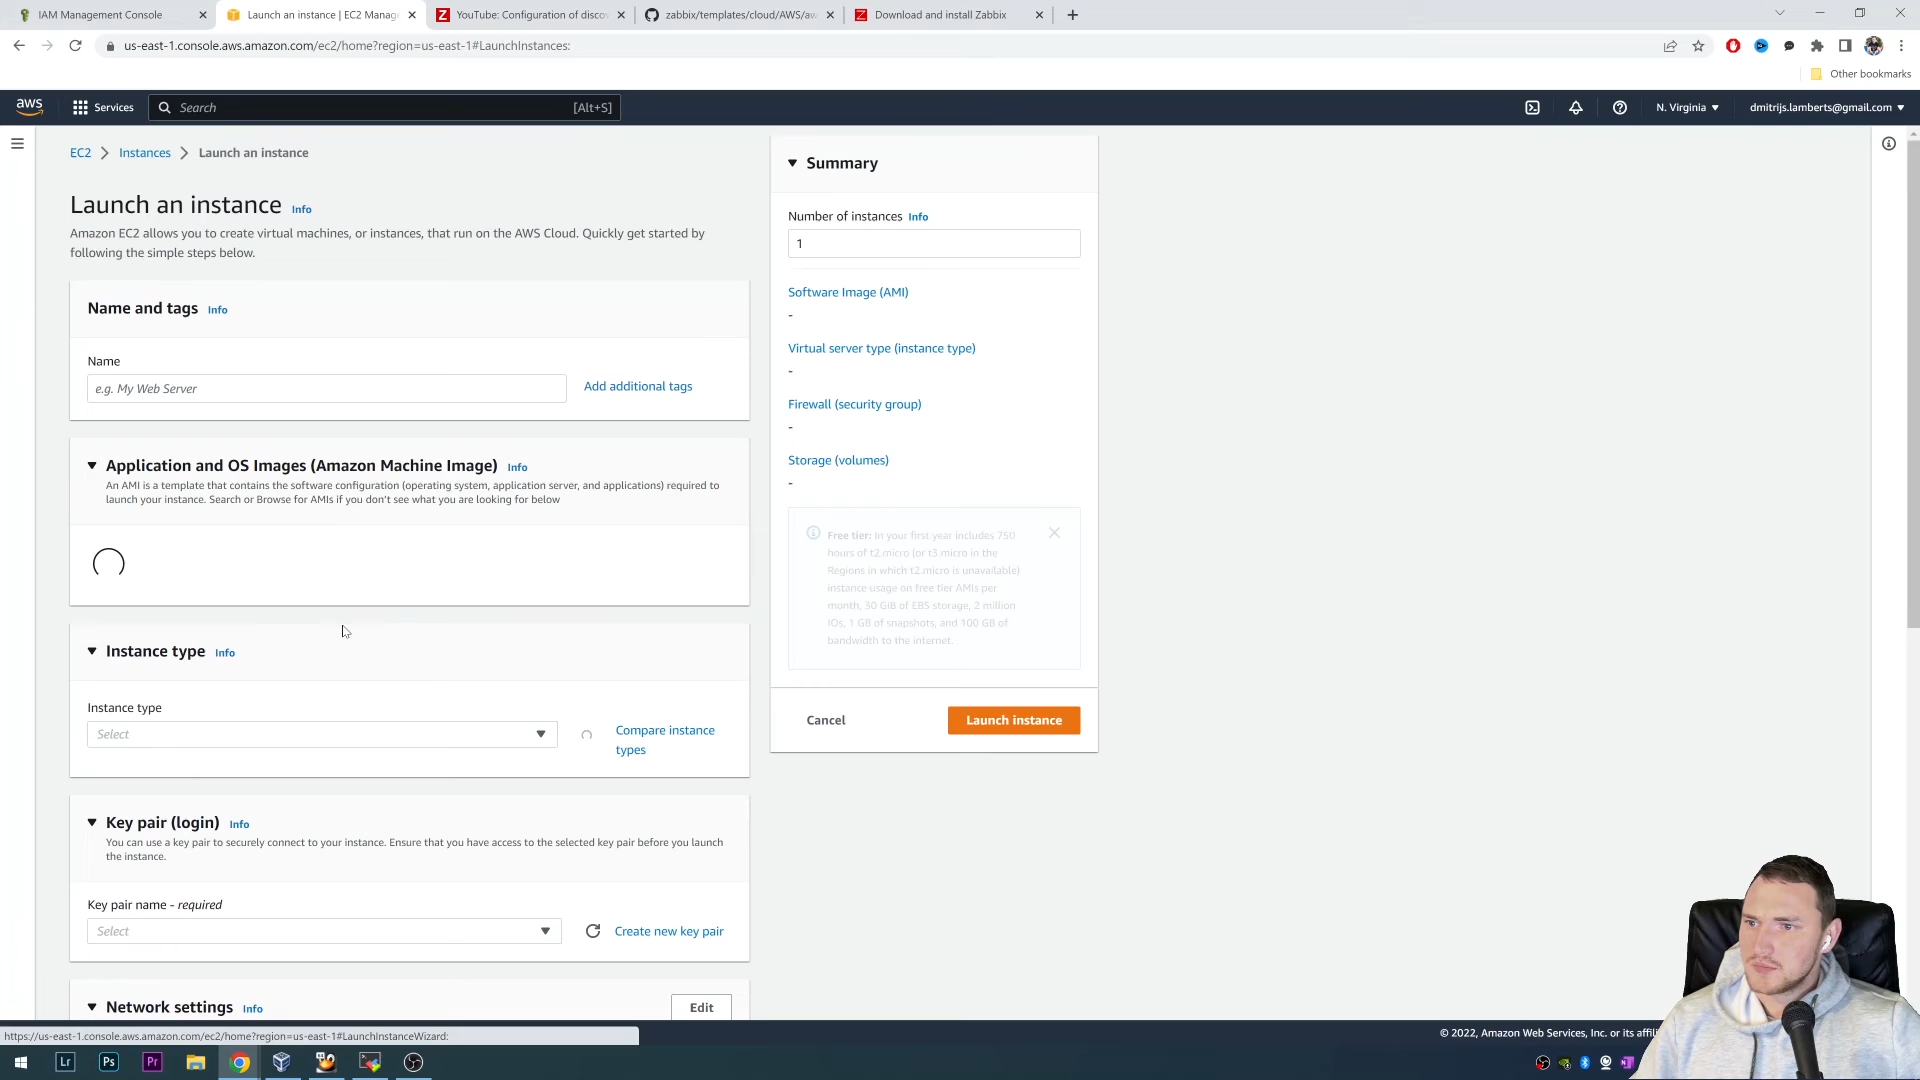 IAM Management Console
Launch an instance | EC2 Manag
YouTube: Configuration of disco
zabbix/templates/cloud/AWS/aw
Download and install Zabbix
us-east-1.console.aws.amazon.com/ec2/home?region=us-east-1#LaunchInstances:
Other bookmarks
aws
Services
Search
[Alt+S]
N. Virginia
dmitrijs.lamberts@gmail.com
EC2
Instances
Launch an instance
Launch an instance Info
Amazon EC2 allows you to create virtual machines, or instances, that run on the AWS Cloud. Quickly get started by
following the simple steps below.
Name and tags Info
Name
e.g. My Web Server
Add additional tags
Application and OS Images (Amazon Machine Image) Info
An AMI is a template that contains the software configuration (operating system, application server, and applications) required to
launch your instance. Search or Browse for AMIs if you don't see what you are looking for below
Instance type Info
Instance type
Select
Compare instance
types
Key pair (login) Info
You can use a key pair to securely connect to your instance. Ensure that you have access to the selected key pair before you launch
the instance.
Key pair name - required
Select
Create new key pair
Network settings Info
Edit
Summary
Number of instances Info
1
Software Image (AMI)
-
Virtual server type (instance type)
-
Firewall (security group)
-
Storage (volumes)
-
Free tier: In your first year includes 750
hours of t2.micro (or t3.micro in the
Regions in which t2.micro is unavailable)
instance usage on free tier AMIs per
month, 30 GiB of EBS storage, 2 million
IOs, 1 GB of snapshots, and 100 GB of
bandwidth to the internet.
Cancel
Launch instance
https://us-east-1.console.aws.amazon.com/ec2/home?region=us-east-1#LaunchInstanceWizard:
© 2022, Amazon Web Services, Inc. or its affili
Lr
Ps
Pr